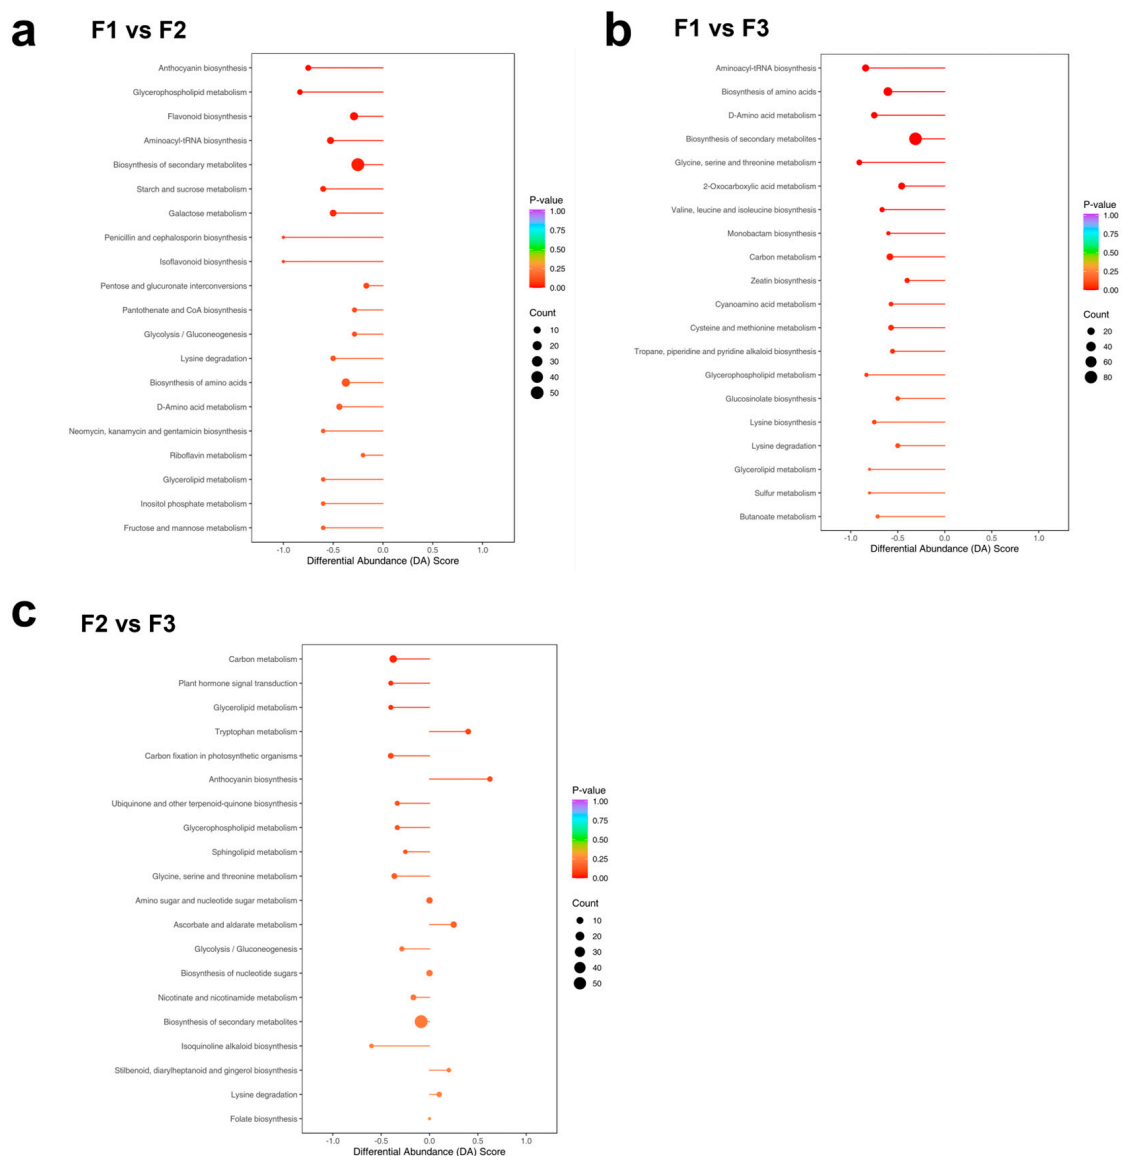 a
F1 vs F2
Anthocyanin biosynthesis
Glycerophospholipid metabolism
Flavonoid biosynthesis
Aminoacyl-tRNA biosynthesis
Biosynthesis of secondary metabolites
Starch and sucrose metabolism
Galactose metabolism
Penicillin and cephalosporin biosynthesis
Isoflavonoid biosynthesis
Pentose and glucuronate interconversions
Pantothenate and CoA biosynthesis
Glycolysis / Gluconeogenesis
Lysine degradation
Biosynthesis of amino acids
D-Amino acid metabolism
Neomycin, kanamycin and gentamicin biosynthesis
Riboflavin metabolism
Glycerolipid metabolism
Inositol phosphate metabolism
Fructose and mannose metabolism
-1.0 -0.5 0.0 0.5 1.0
Differential Abundance (DA) Score
P-value
1.00
0.75
0.50
0.25
0.00
Count
10
20
30
40
50
b
F1 vs F3
Aminoacyl-tRNA biosynthesis
Biosynthesis of amino acids
D-Amino acid metabolism
Biosynthesis of secondary metebolites
Glycine, serine and threonine metabolism
2-Oxocarboxylic acid metabolism
Valine, leucine and isoleucine biosynthesis
Monobactam biosynthesis
Carbon metabolism
Zeatin biosynthesis
Cyanoamino acid metabolism
Cysteine and methionine metabolism
Tropane, piperidine and pyridine alkaloid biosynthesis
Glycerophospholipid metabolism
Glucosinolate biosynthesis
Lysine biosynthesis
Lysine degradation
Glycerolipid metabolism
Sulfur metabolism
Butanoate metabolism
-1.0 -0.5 0.0 0.5 1.0
Differential Abundance (DA) Score
P-value
1.00
0.75
0.50
0.25
0.00
Count
20
40
60
80
c
F2 vs F3
Carbon metabolism
Plant hormone signal transduction
Glycerolipid metabolism
Tryptophan metabolism
Carbon fixation in photosynthetic organisms
Anthocyanin biosynthesis
Ubiquinone and other terpenoid-quinone biosynthesis
Glycerophospholipid metabolism
Sphingolipid metabolism
Glycine, serine and threonine metabolism
Amino sugar and nucleotide sugar metabolism
Ascorbate and aldarate metabolism
Glycolysis / Gluconeogenesis
Biosynthesis of nucleotide sugars
Nicotinate and nicotinamide metabolism
Biosynthesis of secondary metabolites
Isoquinoline alkaloid biosynthesis
Stilbenoid, diarylheptanoid and gingerol biosynthesis
Lysine degradation
Folate biosynthesis
-1.0 -0.5 0.0 0.5 1.0
Differential Abundance (DA) Score
P-value
1.00
0.75
0.50
0.25
0.00
Count
10
20
30
40
50